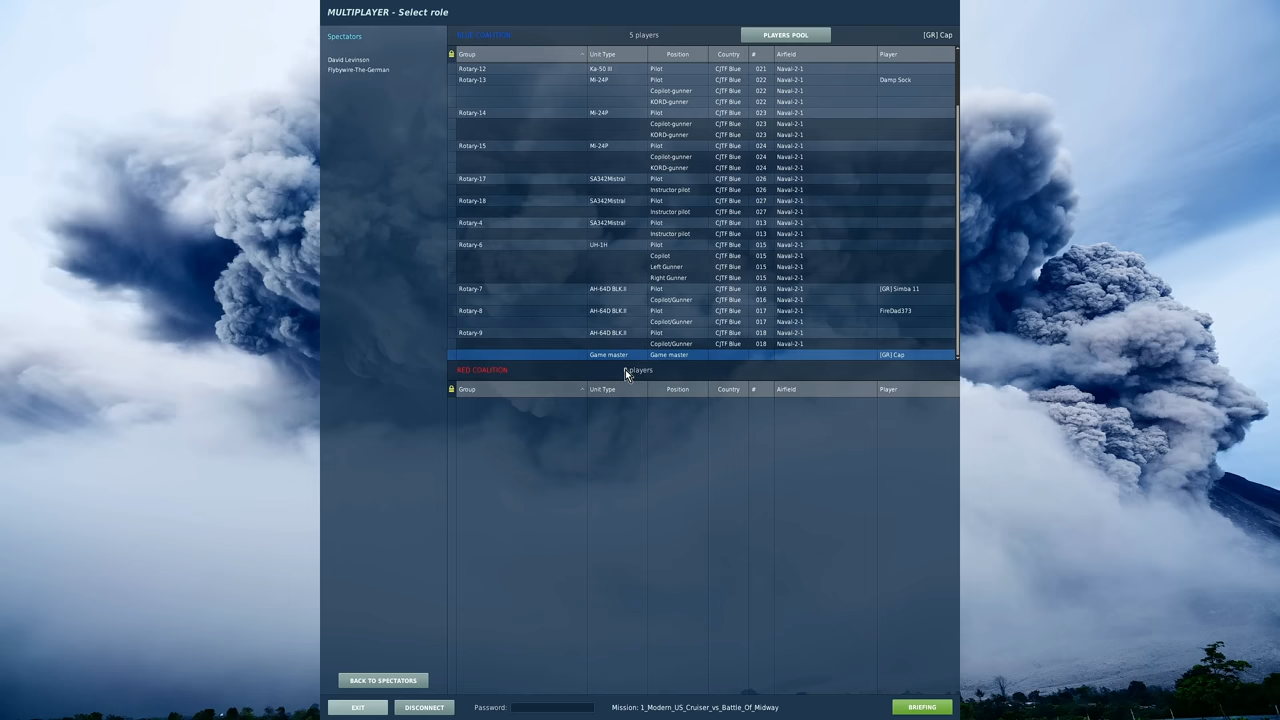 MULTIPLAYER - Select role
Spectators
David Levinson
Flybywire-The-German
BLUE COALITION 5 players PLAYERS POOL [GR] Cap
Group Unit Type Position Country # Airfield Player
Rotary-12 Ka-50 III Pilot CJTF Blue 021 Naval-2-1
Rotary-13 Mi-24P Pilot CJTF Blue 022 Naval-2-1 Damp Sock
Copilot-gunner CJTF Blue 022 Naval-2-1
KORD-gunner CJTF Blue 022 Naval-2-1
Rotary-14 Mi-24P Pilot CJTF Blue 023 Naval-2-1
Copilot-gunner CJTF Blue 023 Naval-2-1
KORD-gunner CJTF Blue 023 Naval-2-1
Rotary-15 Mi-24P Pilot CJTF Blue 024 Naval-2-1
Copilot-gunner CJTF Blue 024 Naval-2-1
KORD-gunner CJTF Blue 024 Naval-2-1
Rotary-17 SA342Mistral Pilot CJTF Blue 026 Naval-2-1
Instructor pilot CJTF Blue 026 Naval-2-1
Rotary-18 SA342Mistral Pilot CJTF Blue 027 Naval-2-1
Instructor pilot CJTF Blue 027 Naval-2-1
Rotary-4 SA342Mistral Pilot CJTF Blue 013 Naval-2-1
Instructor pilot CJTF Blue 013 Naval-2-1
Rotary-6 UH-1H Pilot CJTF Blue 015 Naval-2-1
Copilot CJTF Blue 015 Naval-2-1
Left Gunner CJTF Blue 015 Naval-2-1
Right Gunner CJTF Blue 015 Naval-2-1
Rotary-7 AH-64D BLK.II Pilot CJTF Blue 016 Naval-2-1 [GR] Simba 11
Copilot/Gunner CJTF Blue 016 Naval-2-1
Rotary-8 AH-64D BLK.II Pilot CJTF Blue 017 Naval-2-1 FireDad373
Copilot/Gunner CJTF Blue 017 Naval-2-1
Rotary-9 AH-64D BLK.II Pilot CJTF Blue 018 Naval-2-1
Copilot/Gunner CJTF Blue 018 Naval-2-1
Game master Game master [GR] Cap
RED COALITION players
Group Unit Type Position Country # Airfield Player
BACK TO SPECTATORS
EXIT DISCONNECT Password: Mission: 1_Modern_US_Cruiser_vs_Battle_Of_Midway BRIEFING